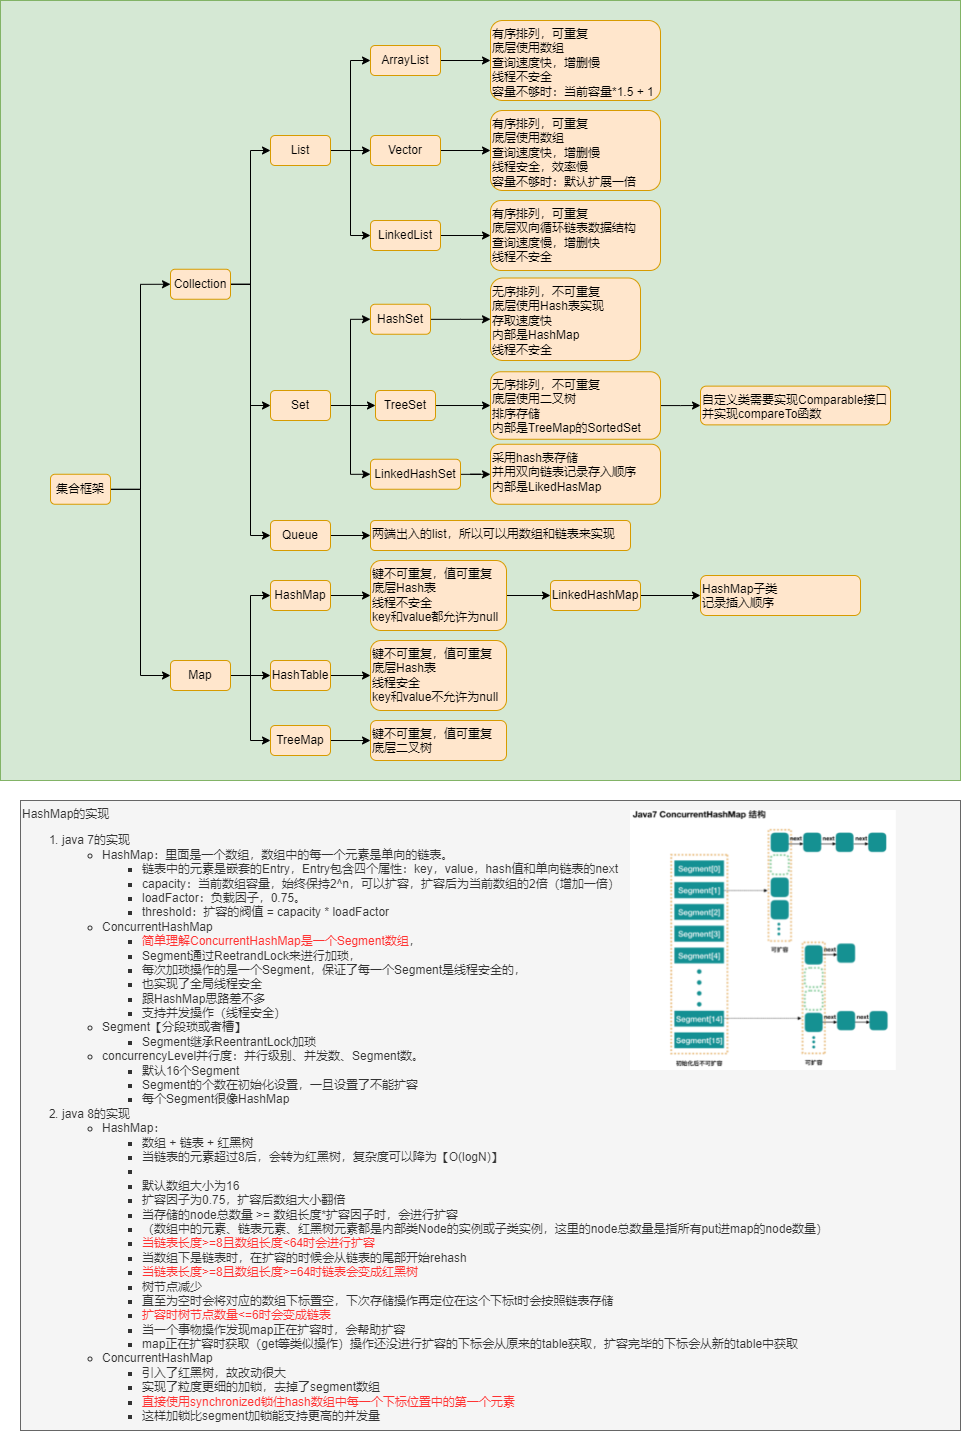 集合框架
Collection
List
ArrayList
有序排列，可重复
底层使用数组
查询速度快，增删慢
线程不安全
容量不够时：当前容量*1.5 + 1
Vector
有序排列，可重复
底层使用数组
查询速度快，增删慢
线程安全，效率慢
容量不够时：默认扩展一倍
LinkedList
有序排列，可重复
底层双向循环链表数据结构
查询速度慢，增删快
线程不安全
Set
HashSet
无序排列，不可重复
底层使用Hash表实现
存取速度快
内部是HashMap
线程不安全
TreeSet
无序排列，不可重复
底层使用二叉树
排序存储
内部是TreeMap的SortedSet
自定义类需要实现Comparable接口
并实现compareTo函数
LinkedHashSet
采用hash表存储
并用双向链表记录存入顺序
内部是LikedHasMap
Queue
两端出入的list，所以可以用数组和链表来实现
Map
HashMap
键不可重复，值可重复
底层Hash表
线程不安全
key和value都允许为null
LinkedHashMap
HashMap子类
记录插入顺序
HashTable
键不可重复，值可重复
底层Hash表
线程安全
key和value不允许为null
TreeMap
键不可重复，值可重复
底层二叉树
HashMap的实现
1. java 7的实现
HashMap：里面是一个数组，数组中的每一个元素是单向的链表。
链表中的元素是嵌套的Entry，Entry包含四个属性：key，value，hash值和单向链表的next
capacity：当前数组容量，始终保持2^n，可以扩容，扩容后为当前数组的2倍（增加一倍）
loadFactor：负载因子，0.75。
threshold：扩容的阀值 = capacity * loadFactor
ConcurrentHashMap
简单理解ConcurrentHashMap是一个Segment数组，
Segment通过ReetrandLock来进行加琐，
每次加琐操作的是一个Segment，保证了每一个Segment是线程安全的，
也实现了全局线程安全
跟HashMap思路差不多
支持并发操作（线程安全）
Segment【分段琐或者槽】
Segment继承ReentrantLock加琐
concurrencyLevel并行度：并行级别、并发数、Segment数。
默认16个Segment
Segment的个数在初始化设置，一旦设置了不能扩容
每个Segment很像HashMap
2. java 8的实现
HashMap：
数组 + 链表 + 红黑树
当链表的元素超过8后，会转为红黑树，复杂度可以降为【O(logN)】
默认数组大小为16
扩容因子为0.75，扩容后数组大小翻倍
当存储的node总数量 >= 数组长度*扩容因子时，会进行扩容
（数组中的元素、链表元素、红黑树元素都是内部类Node的实例或子类实例，这里的node总数量是指所有put进map的node数量）
当链表长度>=8且数组长度<64时会进行扩容
当数组下是链表时，在扩容的时候会从链表的尾部开始rehash
当链表长度>=8且数组长度>=64时链表会变成红黑树
树节点减少
直至为空时会将对应的数组下标置空，下次存储操作再定位在这个下标t时会按照链表存储
扩容时树节点数量<=6时会变成链表
当一个事物操作发现map正在扩容时，会帮助扩容
map正在扩容时获取（get等类似操作）操作还没进行扩容的下标会从原来的table获取，扩容完毕的下标会从新的table中获取
ConcurrentHashMap
引入了红黑树，故改动很大
实现了粒度更细的加锁，去掉了segment数组
直接使用synchronized锁住hash数组中每一个下标位置中的第一个元素
这样加锁比segment加锁能支持更高的并发量
Java7 ConcurrentHashMap 结构
next
next
next
Segment[0]
Segment[1]
Segment[2]
Segment[3]
Segment[4]
可扩容
next
Segment[14]
next
next
Segment[15]
初始化后不可扩容
可扩容